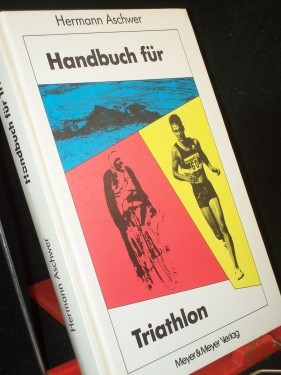 Hermann Aschwer
Handbuch für
Triathlon
Meyer & Meyer Verlag
Hermann Aschwer
Handbuch für